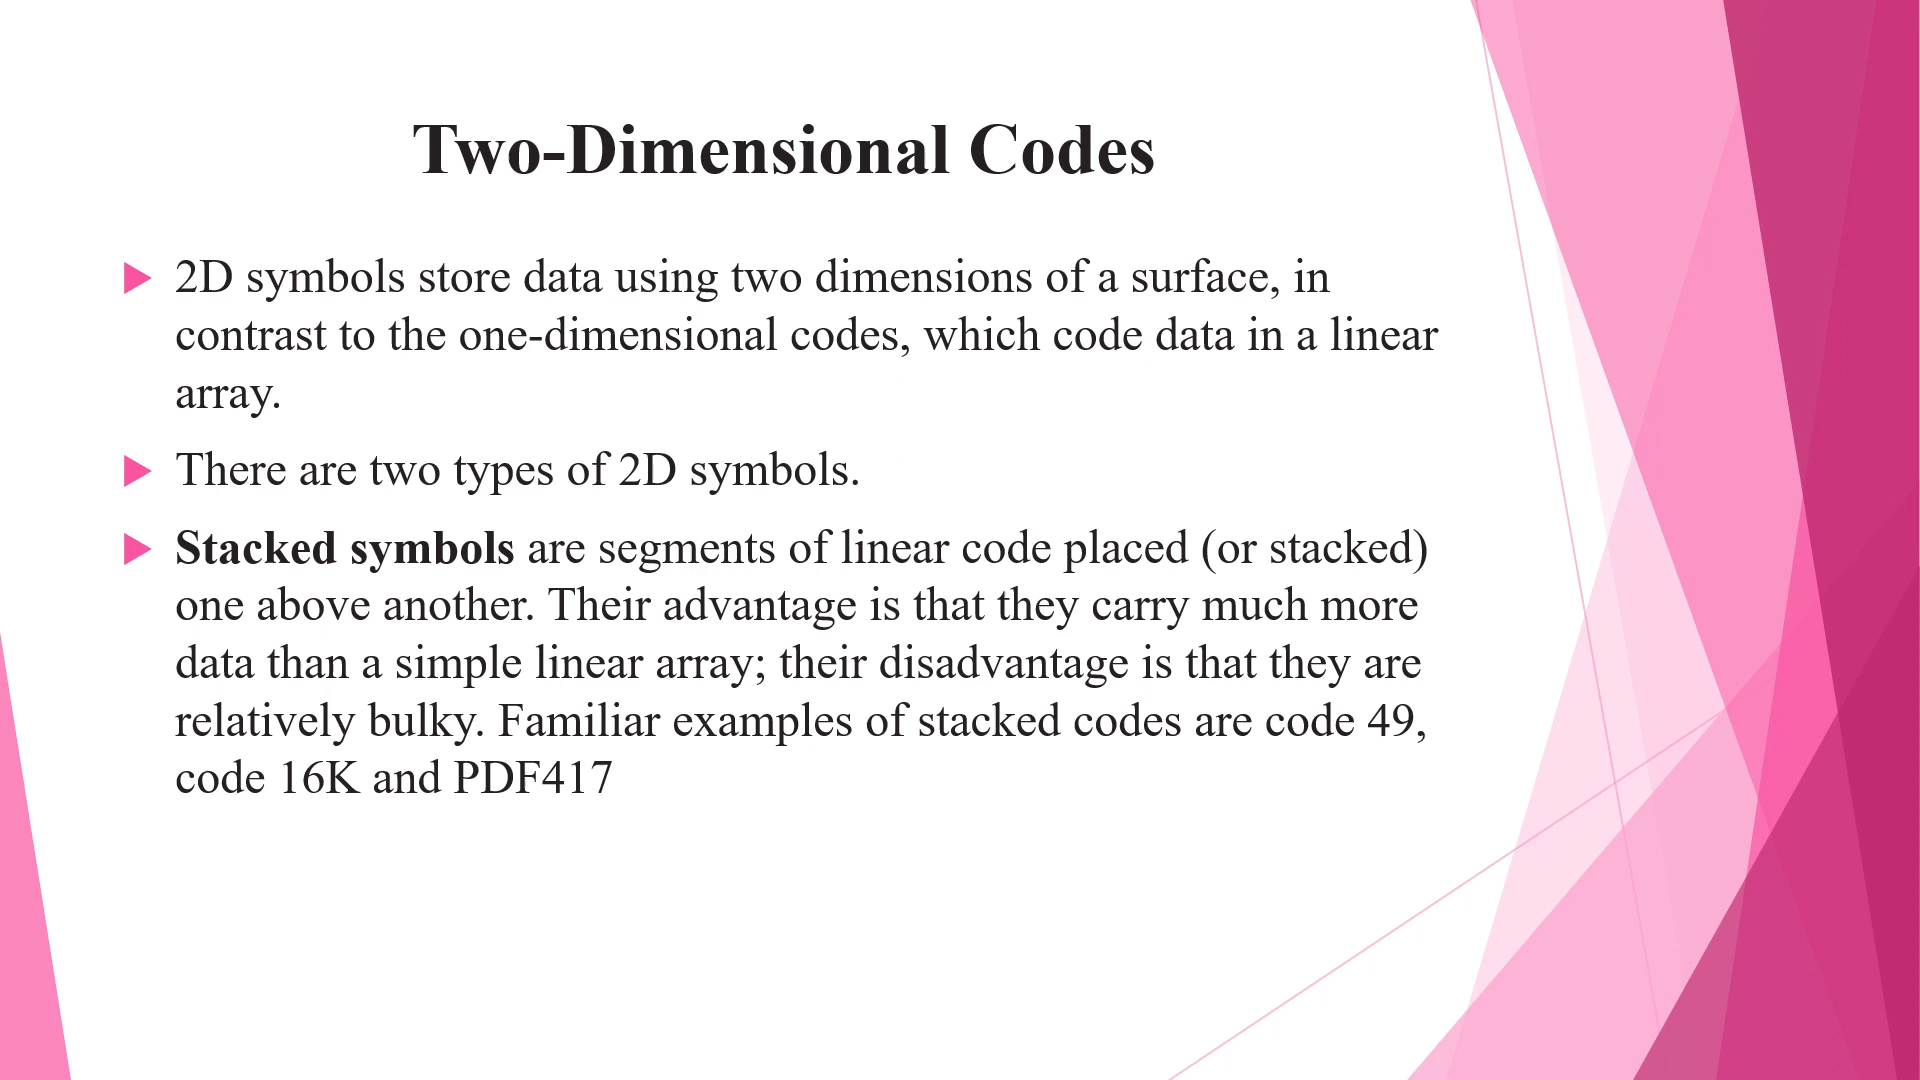 Two-Dimensional Codes
2D symbols store data using two dimensions of a surface, in
contrast to the one-dimensional codes, which code data in a linear
array.
There are two types of 2D symbols.
Stacked symbols are segments of linear code placed (or stacked)
one above another. Their advantage is that they carry much more
data than a simple linear array; their disadvantage is that they are
relatively bulky. Familiar examples of stacked codes are code 49,
code 16K and PDF417